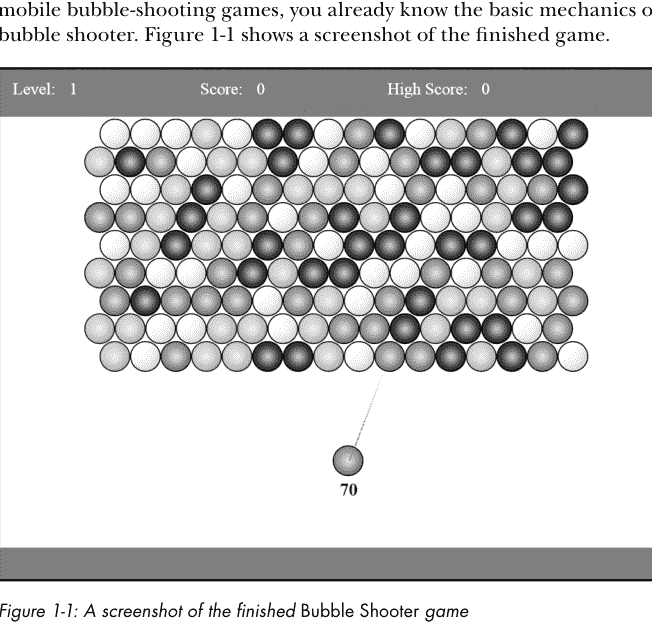 mobile bubble-shooting games, you already know the basic mechanics o
bubble shooter. Figure 1-1 shows a screenshot of the finished game.
Level: 1 Score: 0 High Score: 0
70
Figure 1-1: A screenshot of the finished Bubble Shooter game